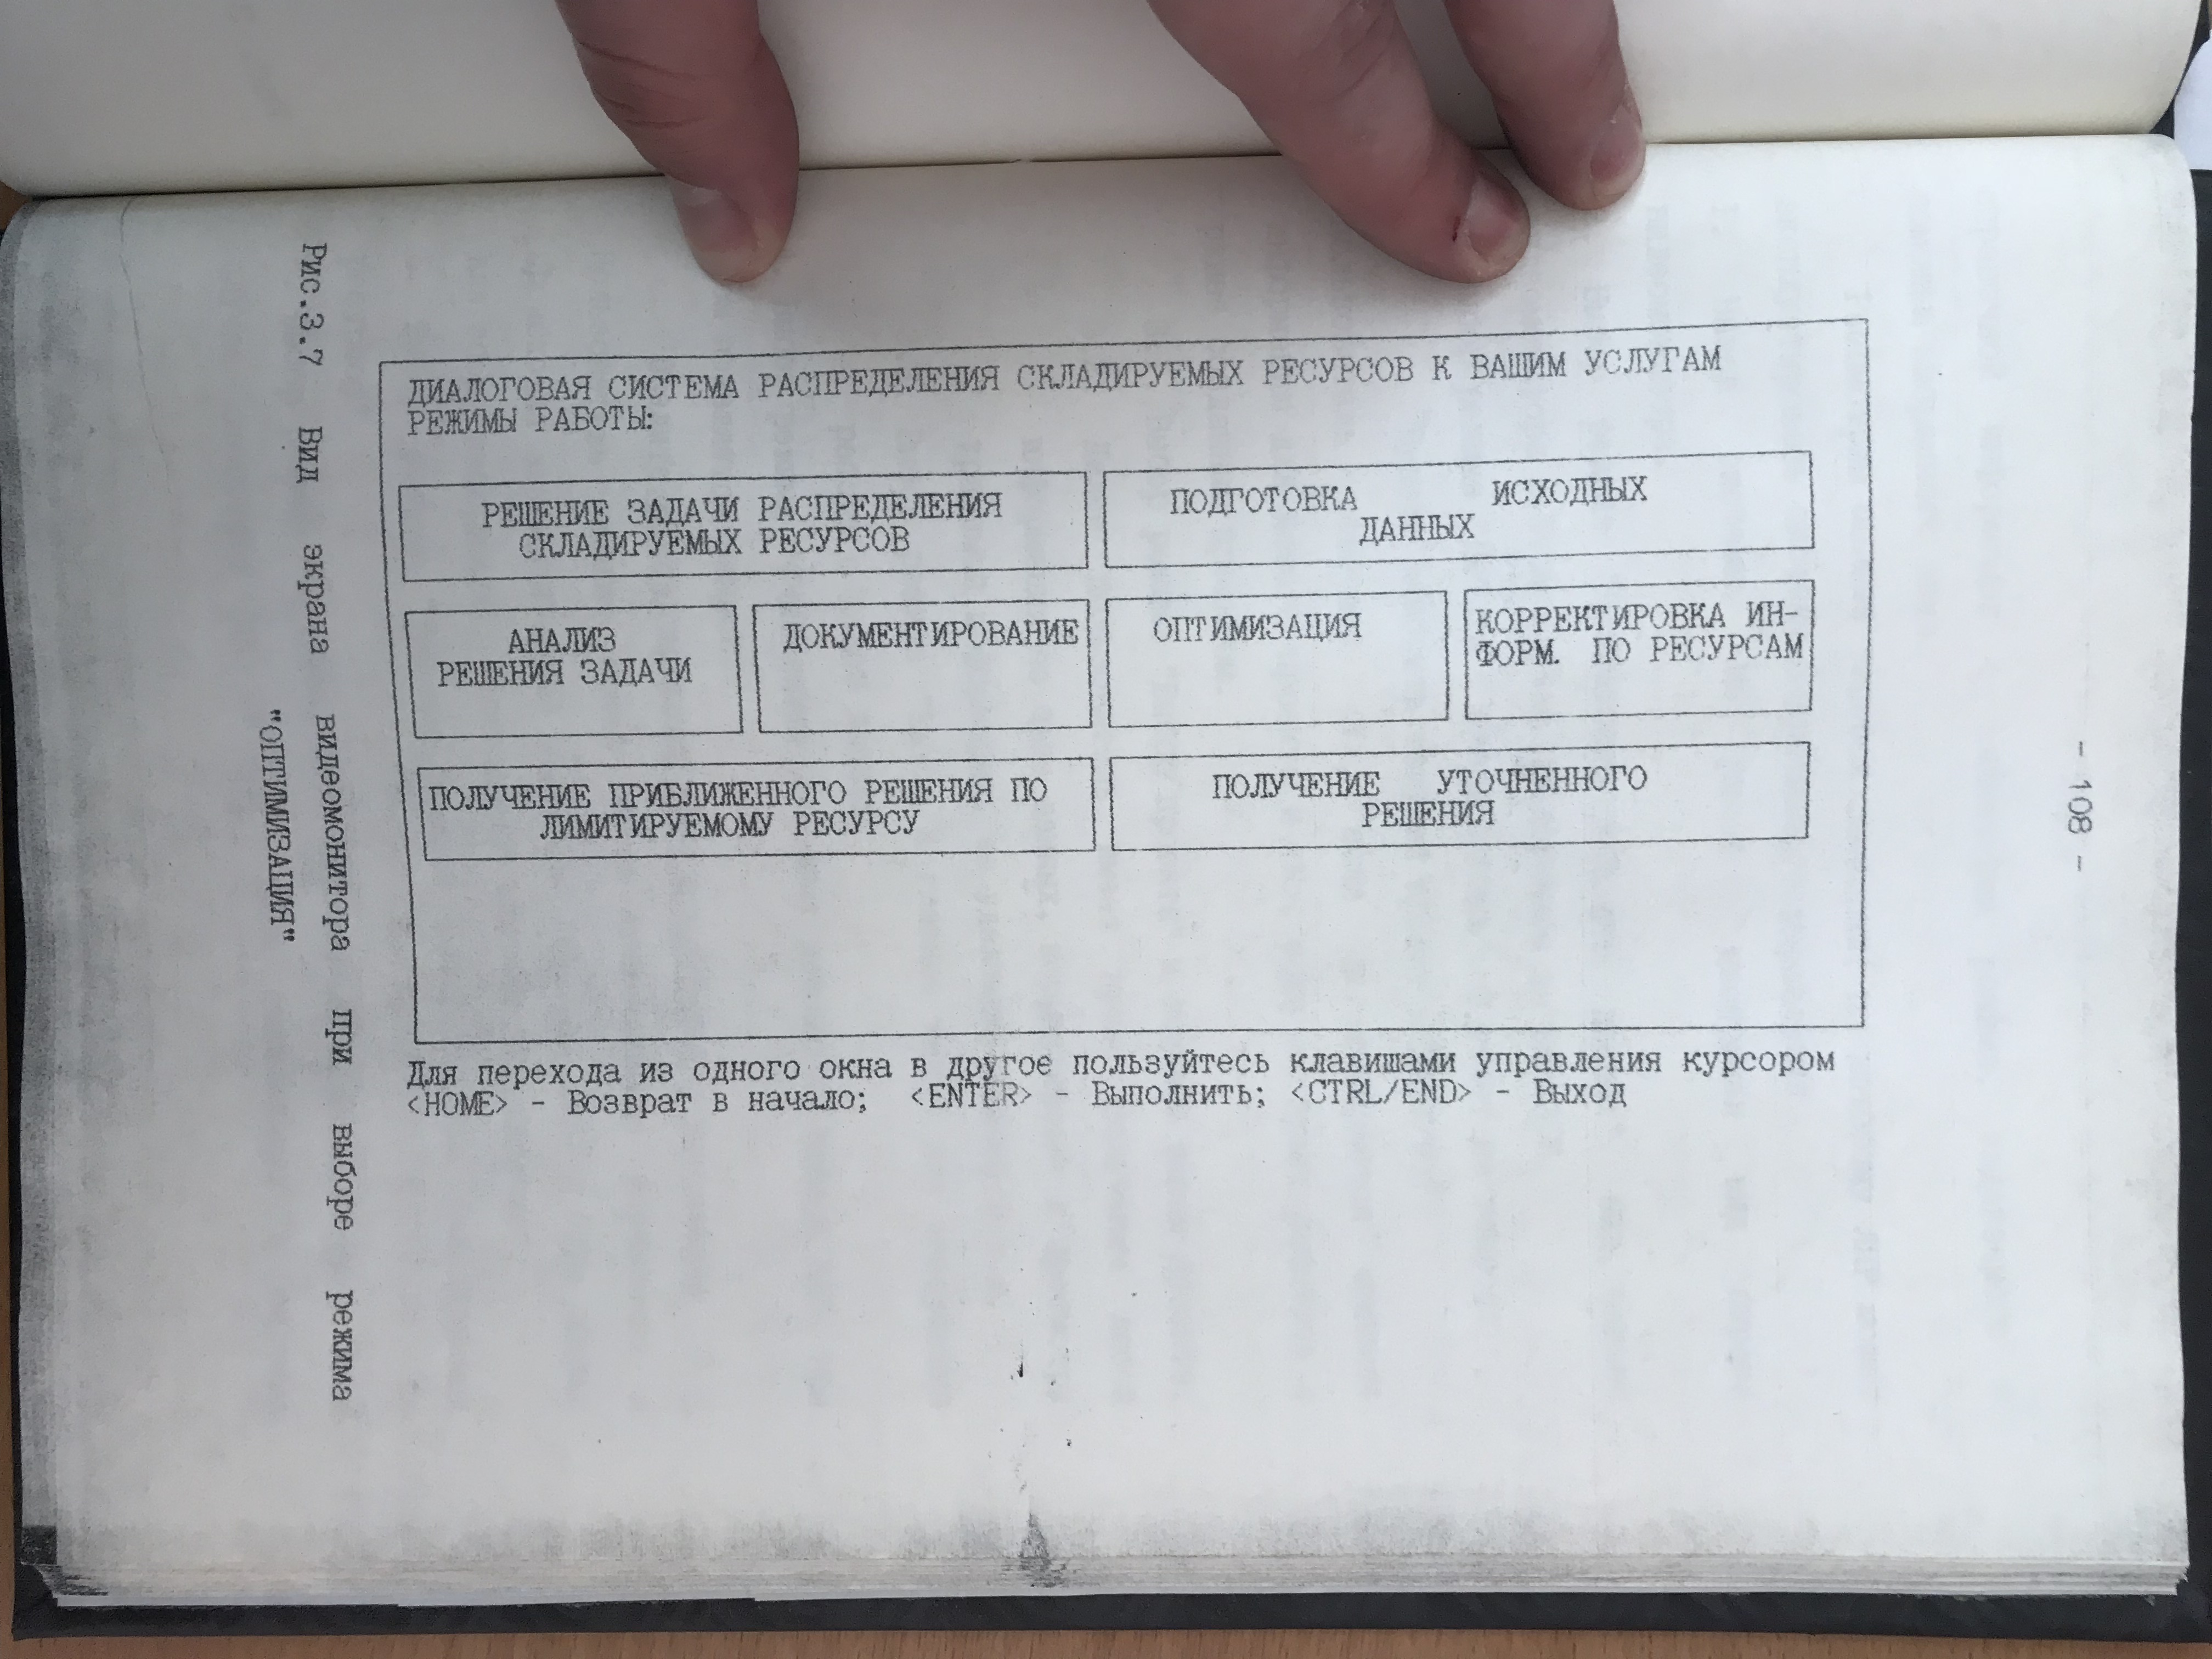 - 108 -
ДИАЛОГОВАЯ СИСТЕМА РАСПРЕДЕЛЕНИЯ СКЛАДИРУЕМЫХ РЕСУРСОВ К ВАШИМ УСЛУГАМ
РЕЖИМЫ РАБОТЫ:
РЕШЕНИЕ ЗАДАЧИ РАСПРЕДЕЛЕНИЯ
СКЛАДИРУЕМЫХ РЕСУРСОВ
ПОДГОТОВКА ИСХОДНЫХ
ДАННЫХ
АНАЛИЗ
РЕШЕНИЯ ЗАДАЧИ
ДОКУМЕНТИРОВАНИЕ
ОПТИМИЗАЦИЯ
КОРРЕКТИРОВКА ИН-
ФОРМ. ПО РЕСУРСАМ
ПОЛУЧЕНИЕ ПРИБЛИЖЕННОГО РЕШЕНИЯ ПО
ЛИМИТИРУЕМОМУ РЕСУРСУ
ПОЛУЧЕНИЕ УТОЧНЕННОГО
РЕШЕНИЯ
Для перехода из одного окна в другое пользуйтесь клавишами управления курсором
<HOME> - Возврат в начало; <ENTER> - Выполнить; <CTRL/END> - Выход
Рис.3.7 Вид экрана видеомонитора при выборе режима
"ОПТИМИЗАЦИЯ"